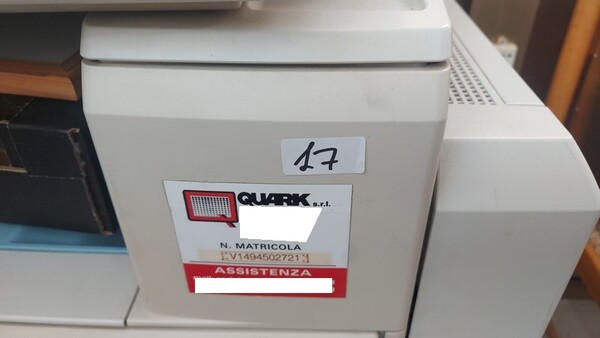 17
QUARK s.r.l.
N. MATRICOLA
V1494502721
ASSISTENZA